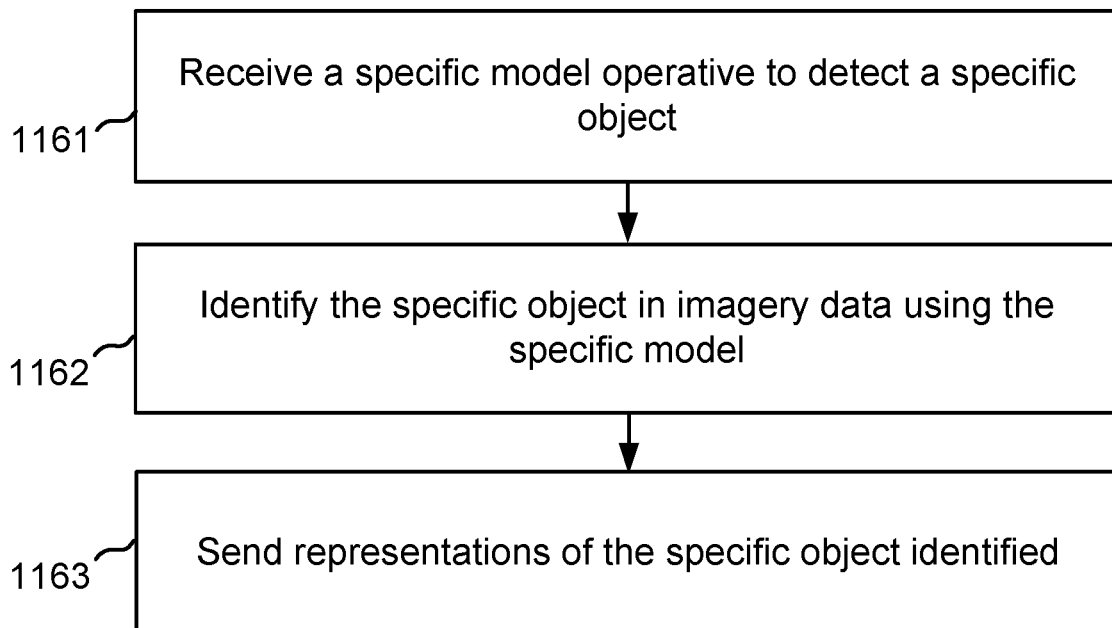 Receive a specific model operative to detect a specific
object
1161
Identify the specific object in imagery data using the
specific model
1162
Send representations of the specific object identified
1163